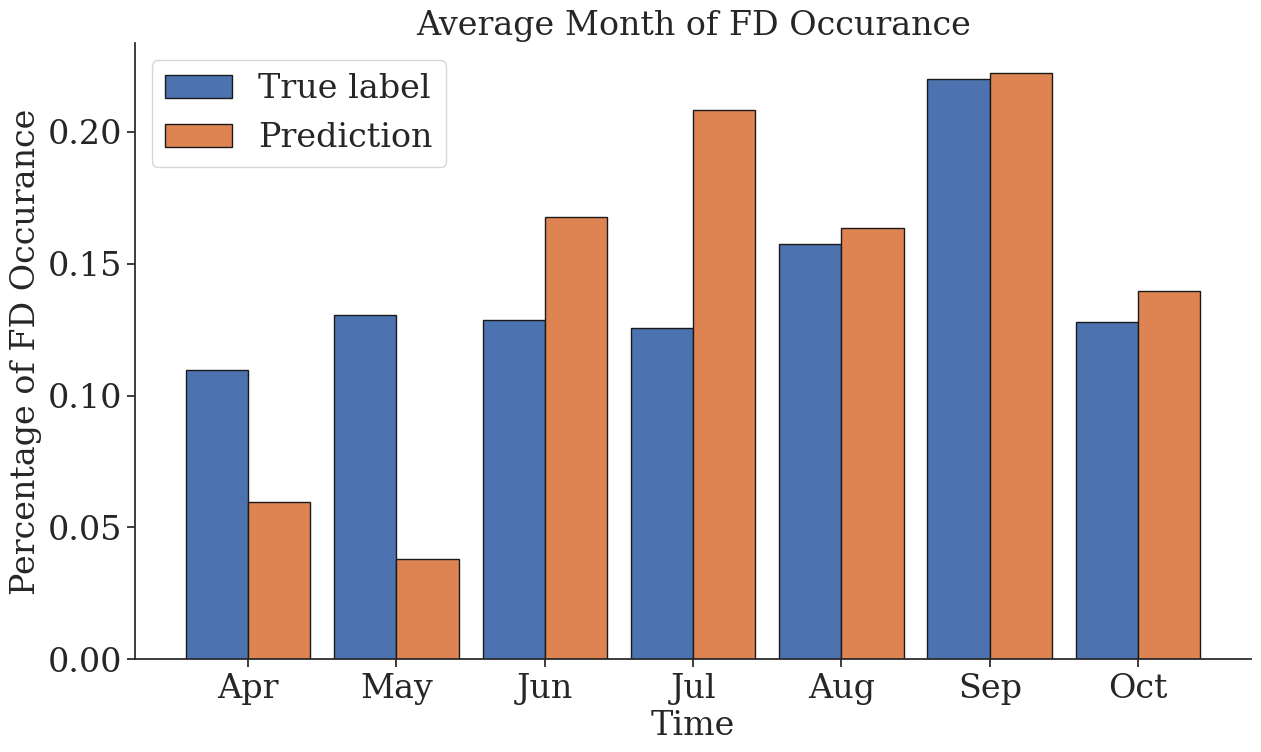 Average Month of FD Occurance
True label
Prediction
Percentage of FD Occurance
0.20
0.15
0.10
0.05
0.00
Apr May Jun Jul Aug Sep Oct
Time